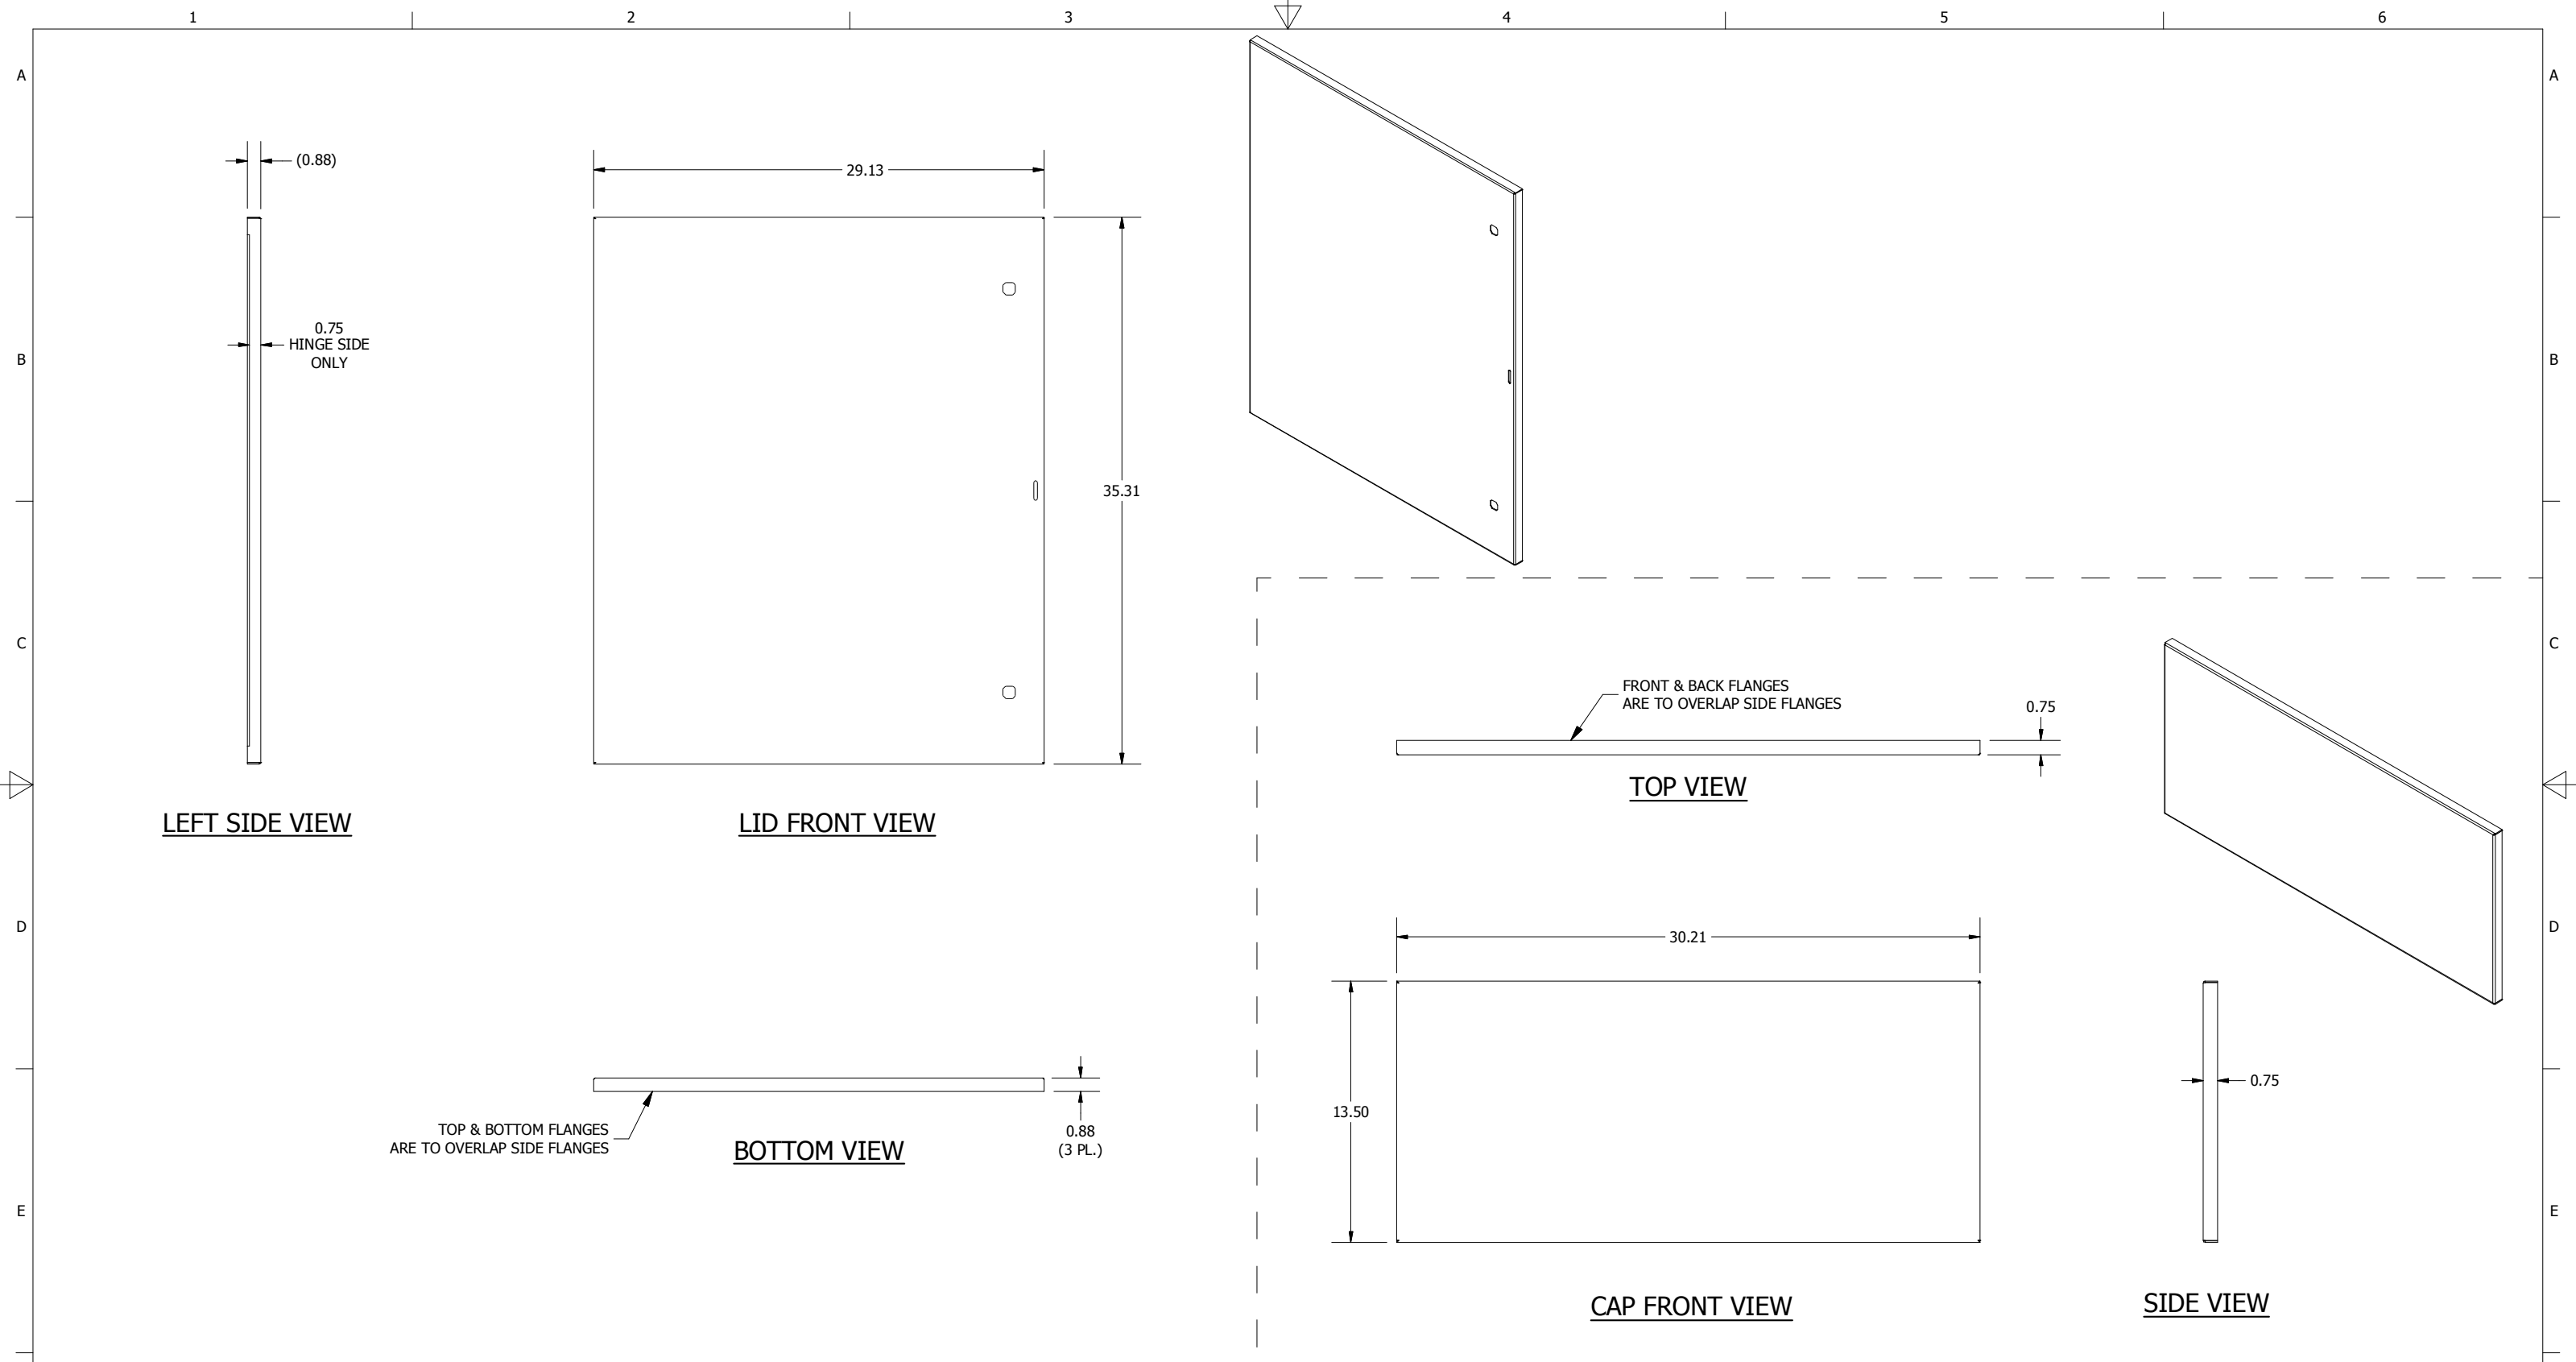 1 2 3 4 5 6
A A
(0.88)
29.13
0.75
HINGE SIDE
ONLY
B B
35.31
C C
FRONT & BACK FLANGES
ARE TO OVERLAP SIDE FLANGES
0.75
TOP VIEW
LEFT SIDE VIEW
LID FRONT VIEW
D D
30.21
0.75
13.50
TOP & BOTTOM FLANGES
ARE TO OVERLAP SIDE FLANGES
BOTTOM VIEW
0.88
(3 PL.)
E E
CAP FRONT VIEW
SIDE VIEW